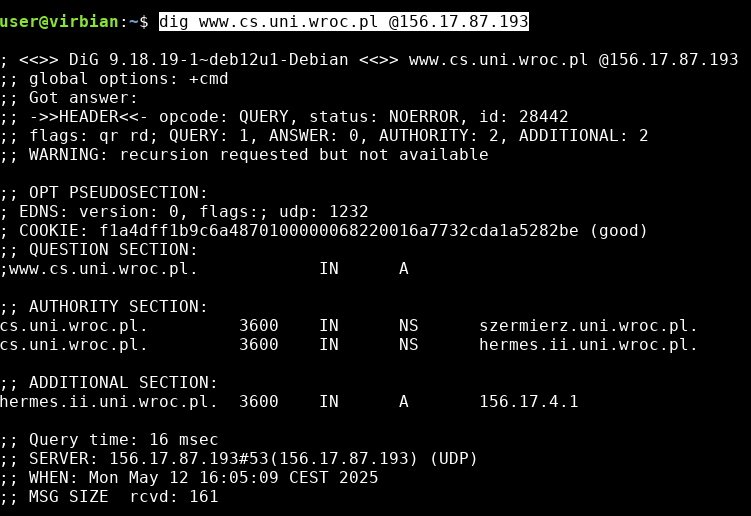 user@virbian:~$ dig www.cs.uni.wroc.pl @156.17.87.193
; <<>> DiG 9.18.19-1~deb12u1-Debian <<>> www.cs.uni.wroc.pl @156.17.87.193
;; global options: +cmd
;; Got answer:
;; ->>HEADER<<- opcode: QUERY, status: NOERROR, id: 28442
;; flags: qr rd; QUERY: 1, ANSWER: 0, AUTHORITY: 2, ADDITIONAL: 2
;; WARNING: recursion requested but not available
;; OPT PSEUDOSECTION:
; EDNS: version: 0, flags:; udp: 1232
; COOKIE: f1a4dff1b9c6a4870100000068220016a7732cda1a5282be (good)
;; QUESTION SECTION:
;www.cs.uni.wroc.pl. IN A
;; AUTHORITY SECTION:
cs.uni.wroc.pl. 3600 IN NS szermierz.uni.wroc.pl.
cs.uni.wroc.pl. 3600 IN NS hermes.ii.uni.wroc.pl.
;; ADDITIONAL SECTION:
hermes.ii.uni.wroc.pl. 3600 IN A 156.17.4.1
;; Query time: 16 msec
;; SERVER: 156.17.87.193#53(156.17.87.193) (UDP)
;; WHEN: Mon May 12 16:05:09 CEST 2025
;; MSG SIZE rcvd: 161